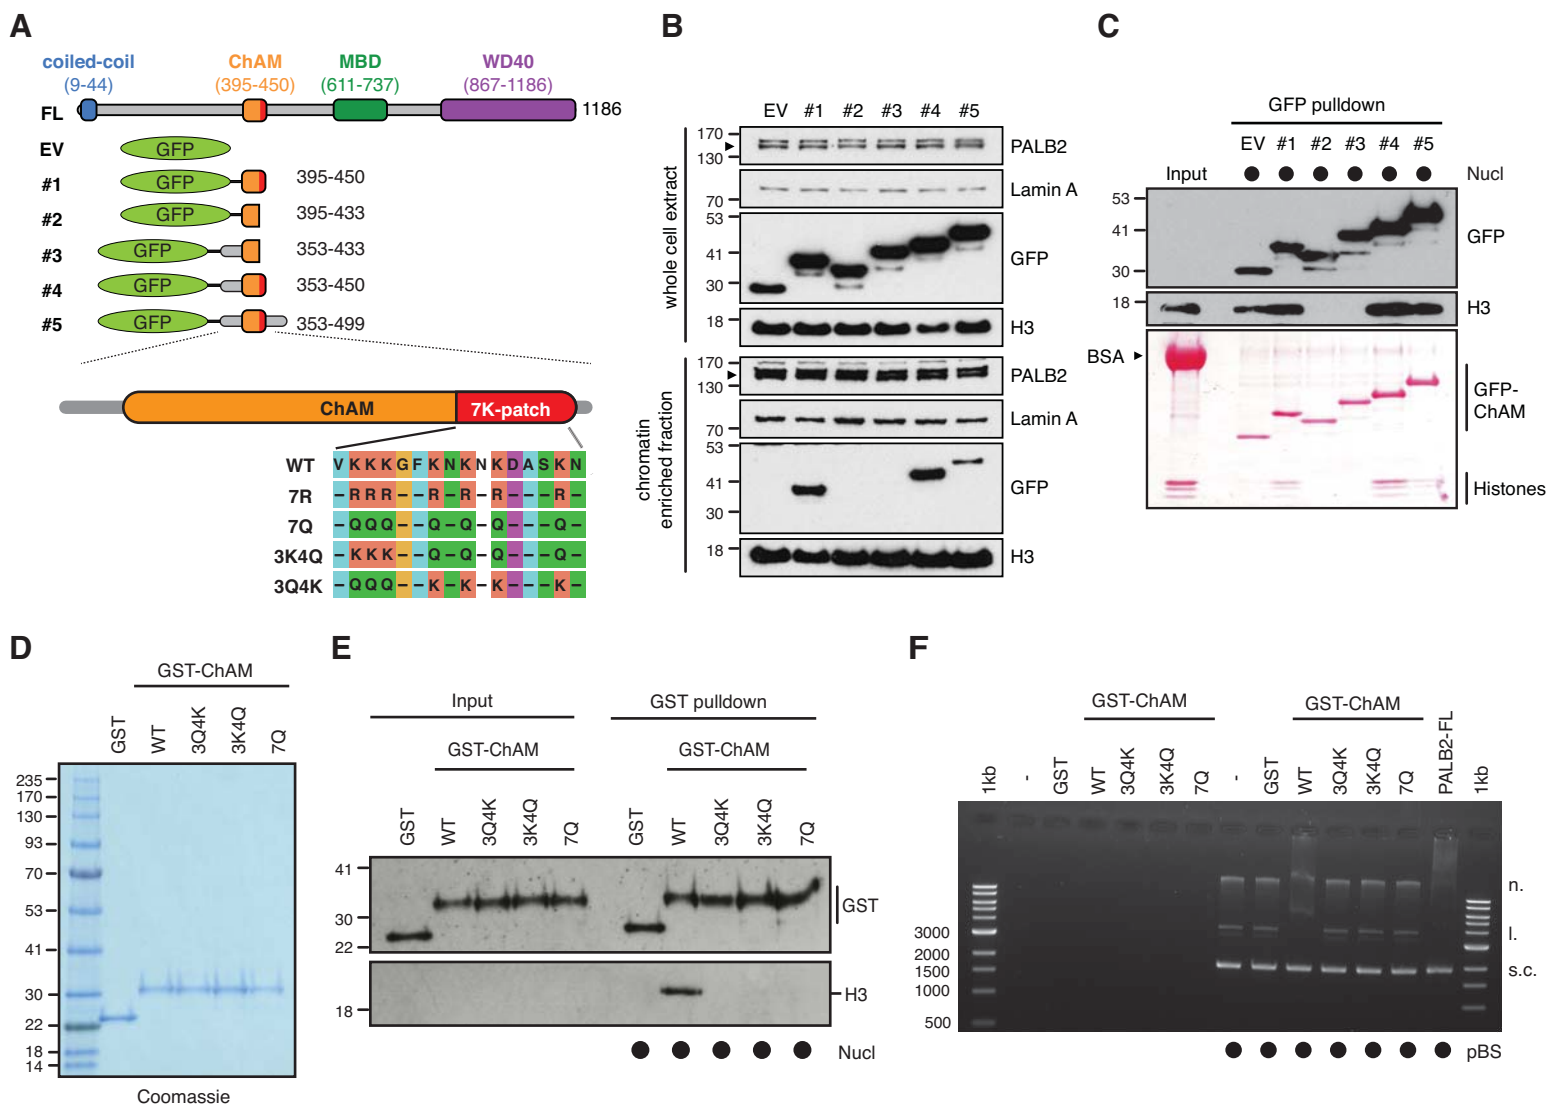 A
coiled-coil
(9-44)
ChAM
(395-450)
MBD
(611-737)
WD40
(867-1186)
FL
1186
EV
GFP
#1
GFP
395-450
#2
GFP
395-433
#3
GFP
353-433
#4
GFP
353-450
#5
GFP
353-499
ChAM
7K-patch
WT VKKKGFKNKNKDASKN
7R –RRR––R–R–R–––R–
7Q –QQQ––Q–Q–Q–––Q–
3K4Q –KKK––Q–Q–Q–––Q–
3Q4K –QQQ––K–K–K–––K–
B
EV #1 #2 #3 #4 #5
whole cell extract
170
130
PALB2
70
Lamin A
53
41
30
GFP
18
H3
chromatin
enriched fraction
170
130
PALB2
70
Lamin A
53
41
30
GFP
18
H3
C
GFP pulldown
EV #1 #2 #3 #4 #5
Input
Nucl
53
41
30
GFP
18
H3
BSA
GFP-
ChAM
Histones
D
GST-ChAM
GST
WT
3Q4K
3K4Q
7Q
235
170
130
93
70
53
41
30
22
18
14
Coomassie
E
Input
GST pulldown
GST-ChAM
GST-ChAM
GST
WT
3Q4K
3K4Q
7Q
GST
WT
3Q4K
3K4Q
7Q
41
30
22
GST
18
H3
Nucl
F
GST-ChAM
GST-ChAM
1kb
-
GST
WT
3Q4K
3K4Q
7Q
-
GST
WT
3Q4K
3K4Q
7Q
PALB2-FL
1kb
3000
2000
1500
1000
500
n.
l.
s.c.
pBS